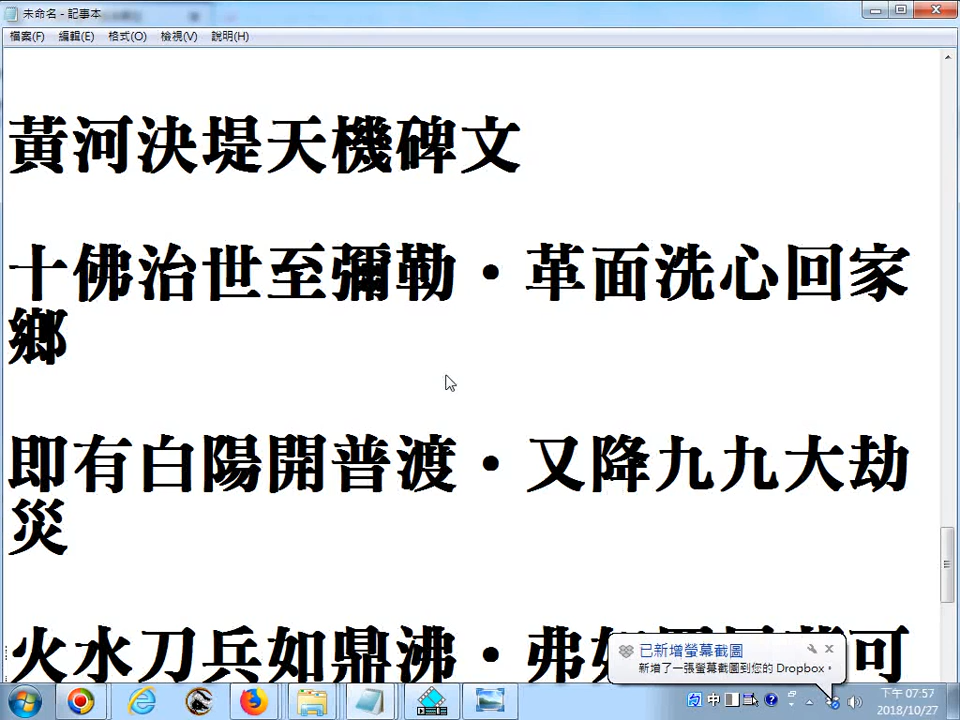 未命名 - 記事本
檔案(F) 編輯(E) 格式(O) 檢視(V) 說明(H)
黃河決堤天機碑文
十佛治世至彌勒・革面洗心回家
鄉
即有白陽開普渡・又降九九大劫
災
火水刀兵如鼎沸・弗如 可
已新增螢幕截圖
新增了一張螢幕截圖到您的 Dropbox。
中
下午 07:57
2018/10/27